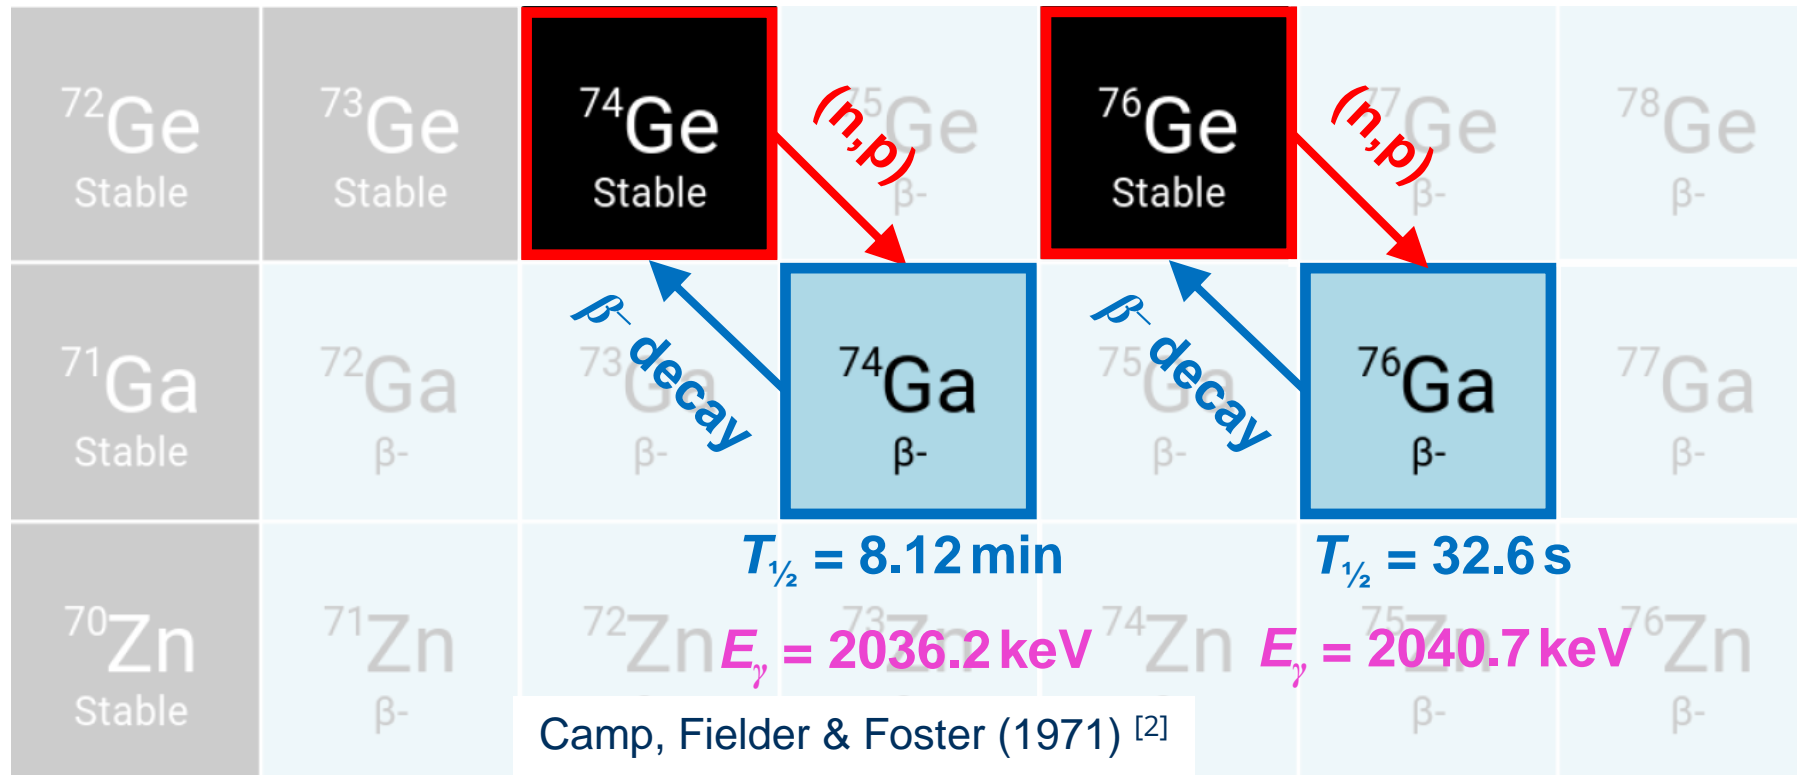 72Ge 73Ge 74Ge (n,p) 75Ge 76Ge (n,p) 77Ge 78Ge
Stable Stable Stable β- Stable β- β-
β⁻ decay β⁻ decay
71Ga 72Ga 73Ga 74Ga 75Ga 76Ga 77Ga
Stable β- β- β- β- β- β-
T½ = 8.12 min T½ = 32.6 s
70Zn 71Zn 72Zn 73Zn 74Zn 75Zn 76Zn
Eγ = 2036.2 keV Eγ = 2040.7 keV
Stable β- β- β-
Camp, Fielder & Foster (1971) [2]